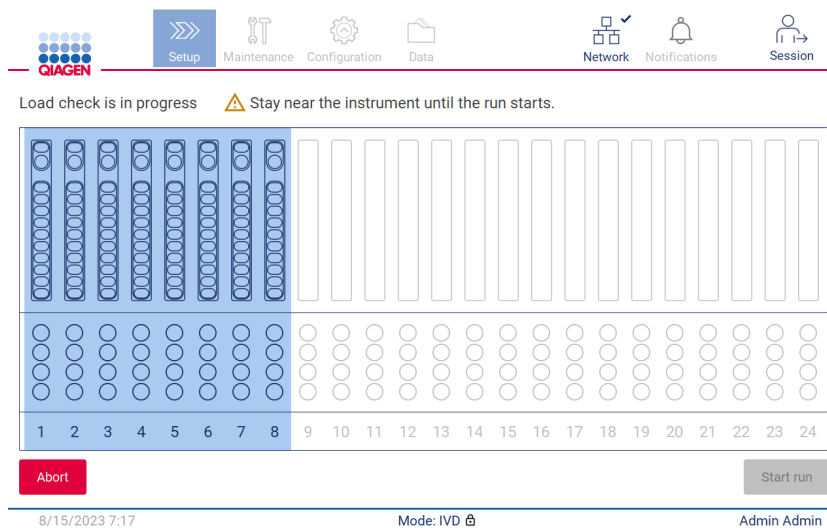 QIAGEN
Setup
Maintenance
Configuration
Data
Network
Notifications
Session
Load check is in progress
Stay near the instrument until the run starts.
1 2 3 4 5 6 7 8 9 10 11 12 13 14 15 16 17 18 19 20 21 22 23 24
Abort
Start run
8/15/2023 7:17
Mode: IVD
Admin Admin